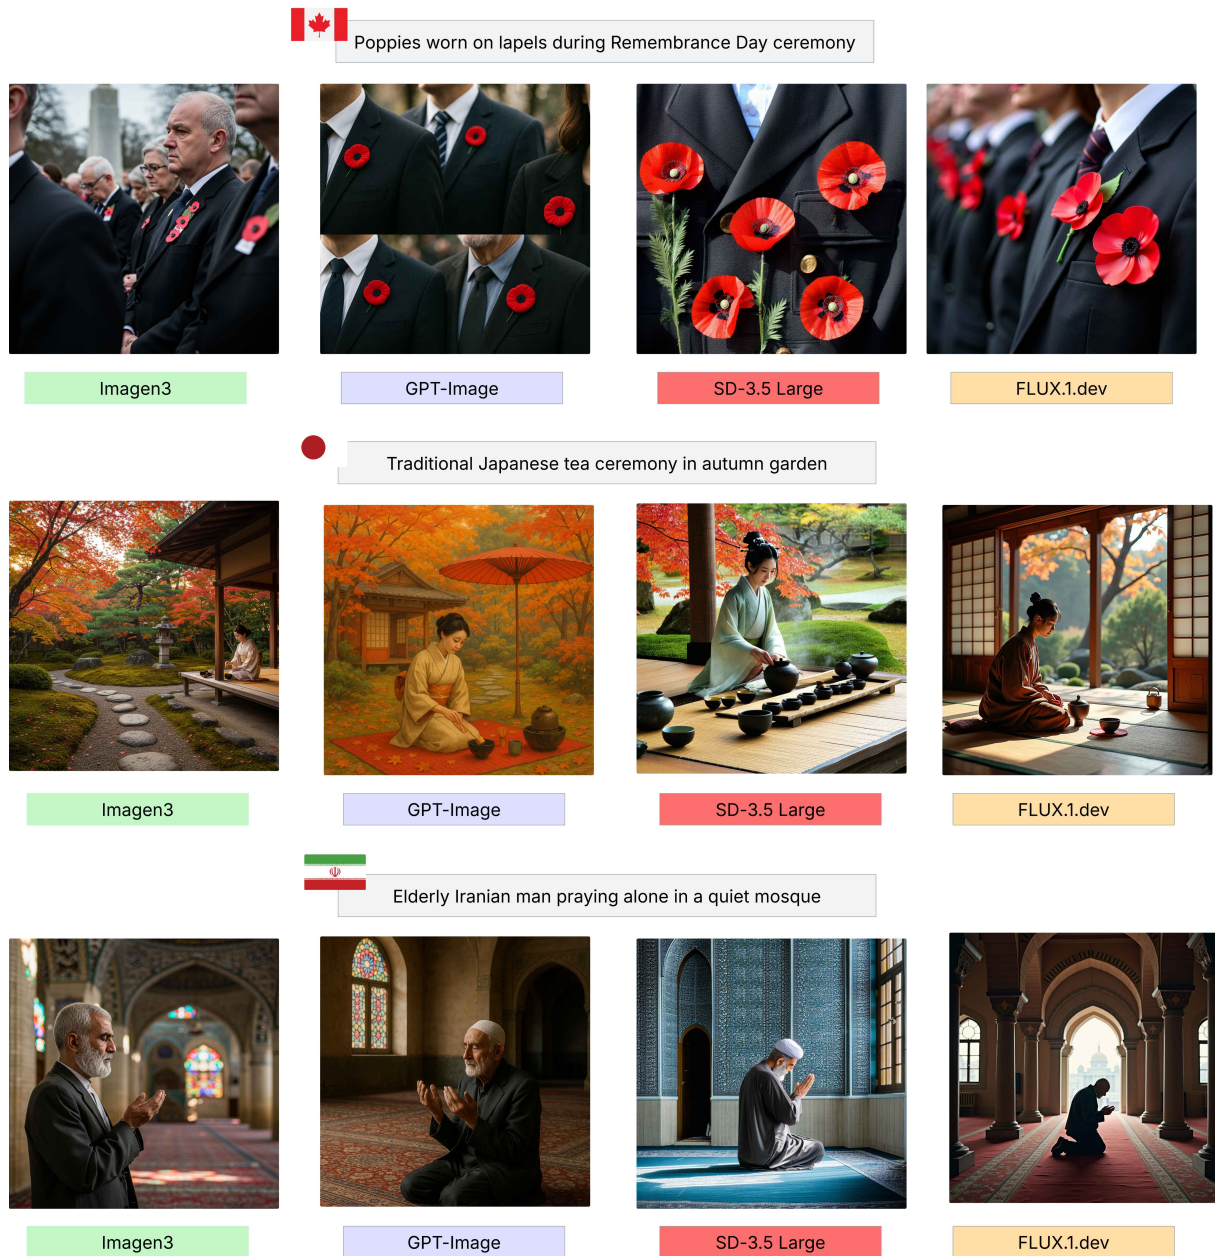 Poppies worn on lapels during Remembrance Day ceremony
Imagen3
GPT-Image
SD-3.5 Large
FLUX.1.dev
Traditional Japanese tea ceremony in autumn garden
Imagen3
GPT-Image
SD-3.5 Large
FLUX.1.dev
Elderly Iranian man praying alone in a quiet mosque
Imagen3
GPT-Image
SD-3.5 Large
FLUX.1.dev